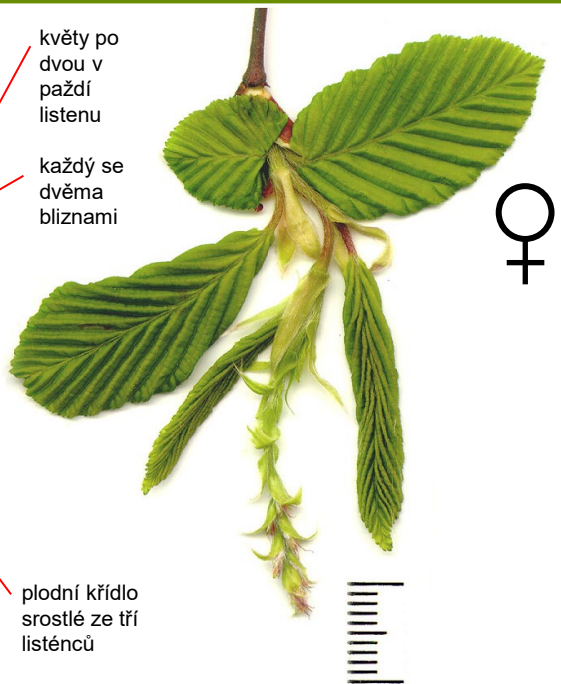 květy po
dvou v
paždí
listenu
každý se
dvěma
bliznami
plodní křídlo
srostlé ze tří
listénců